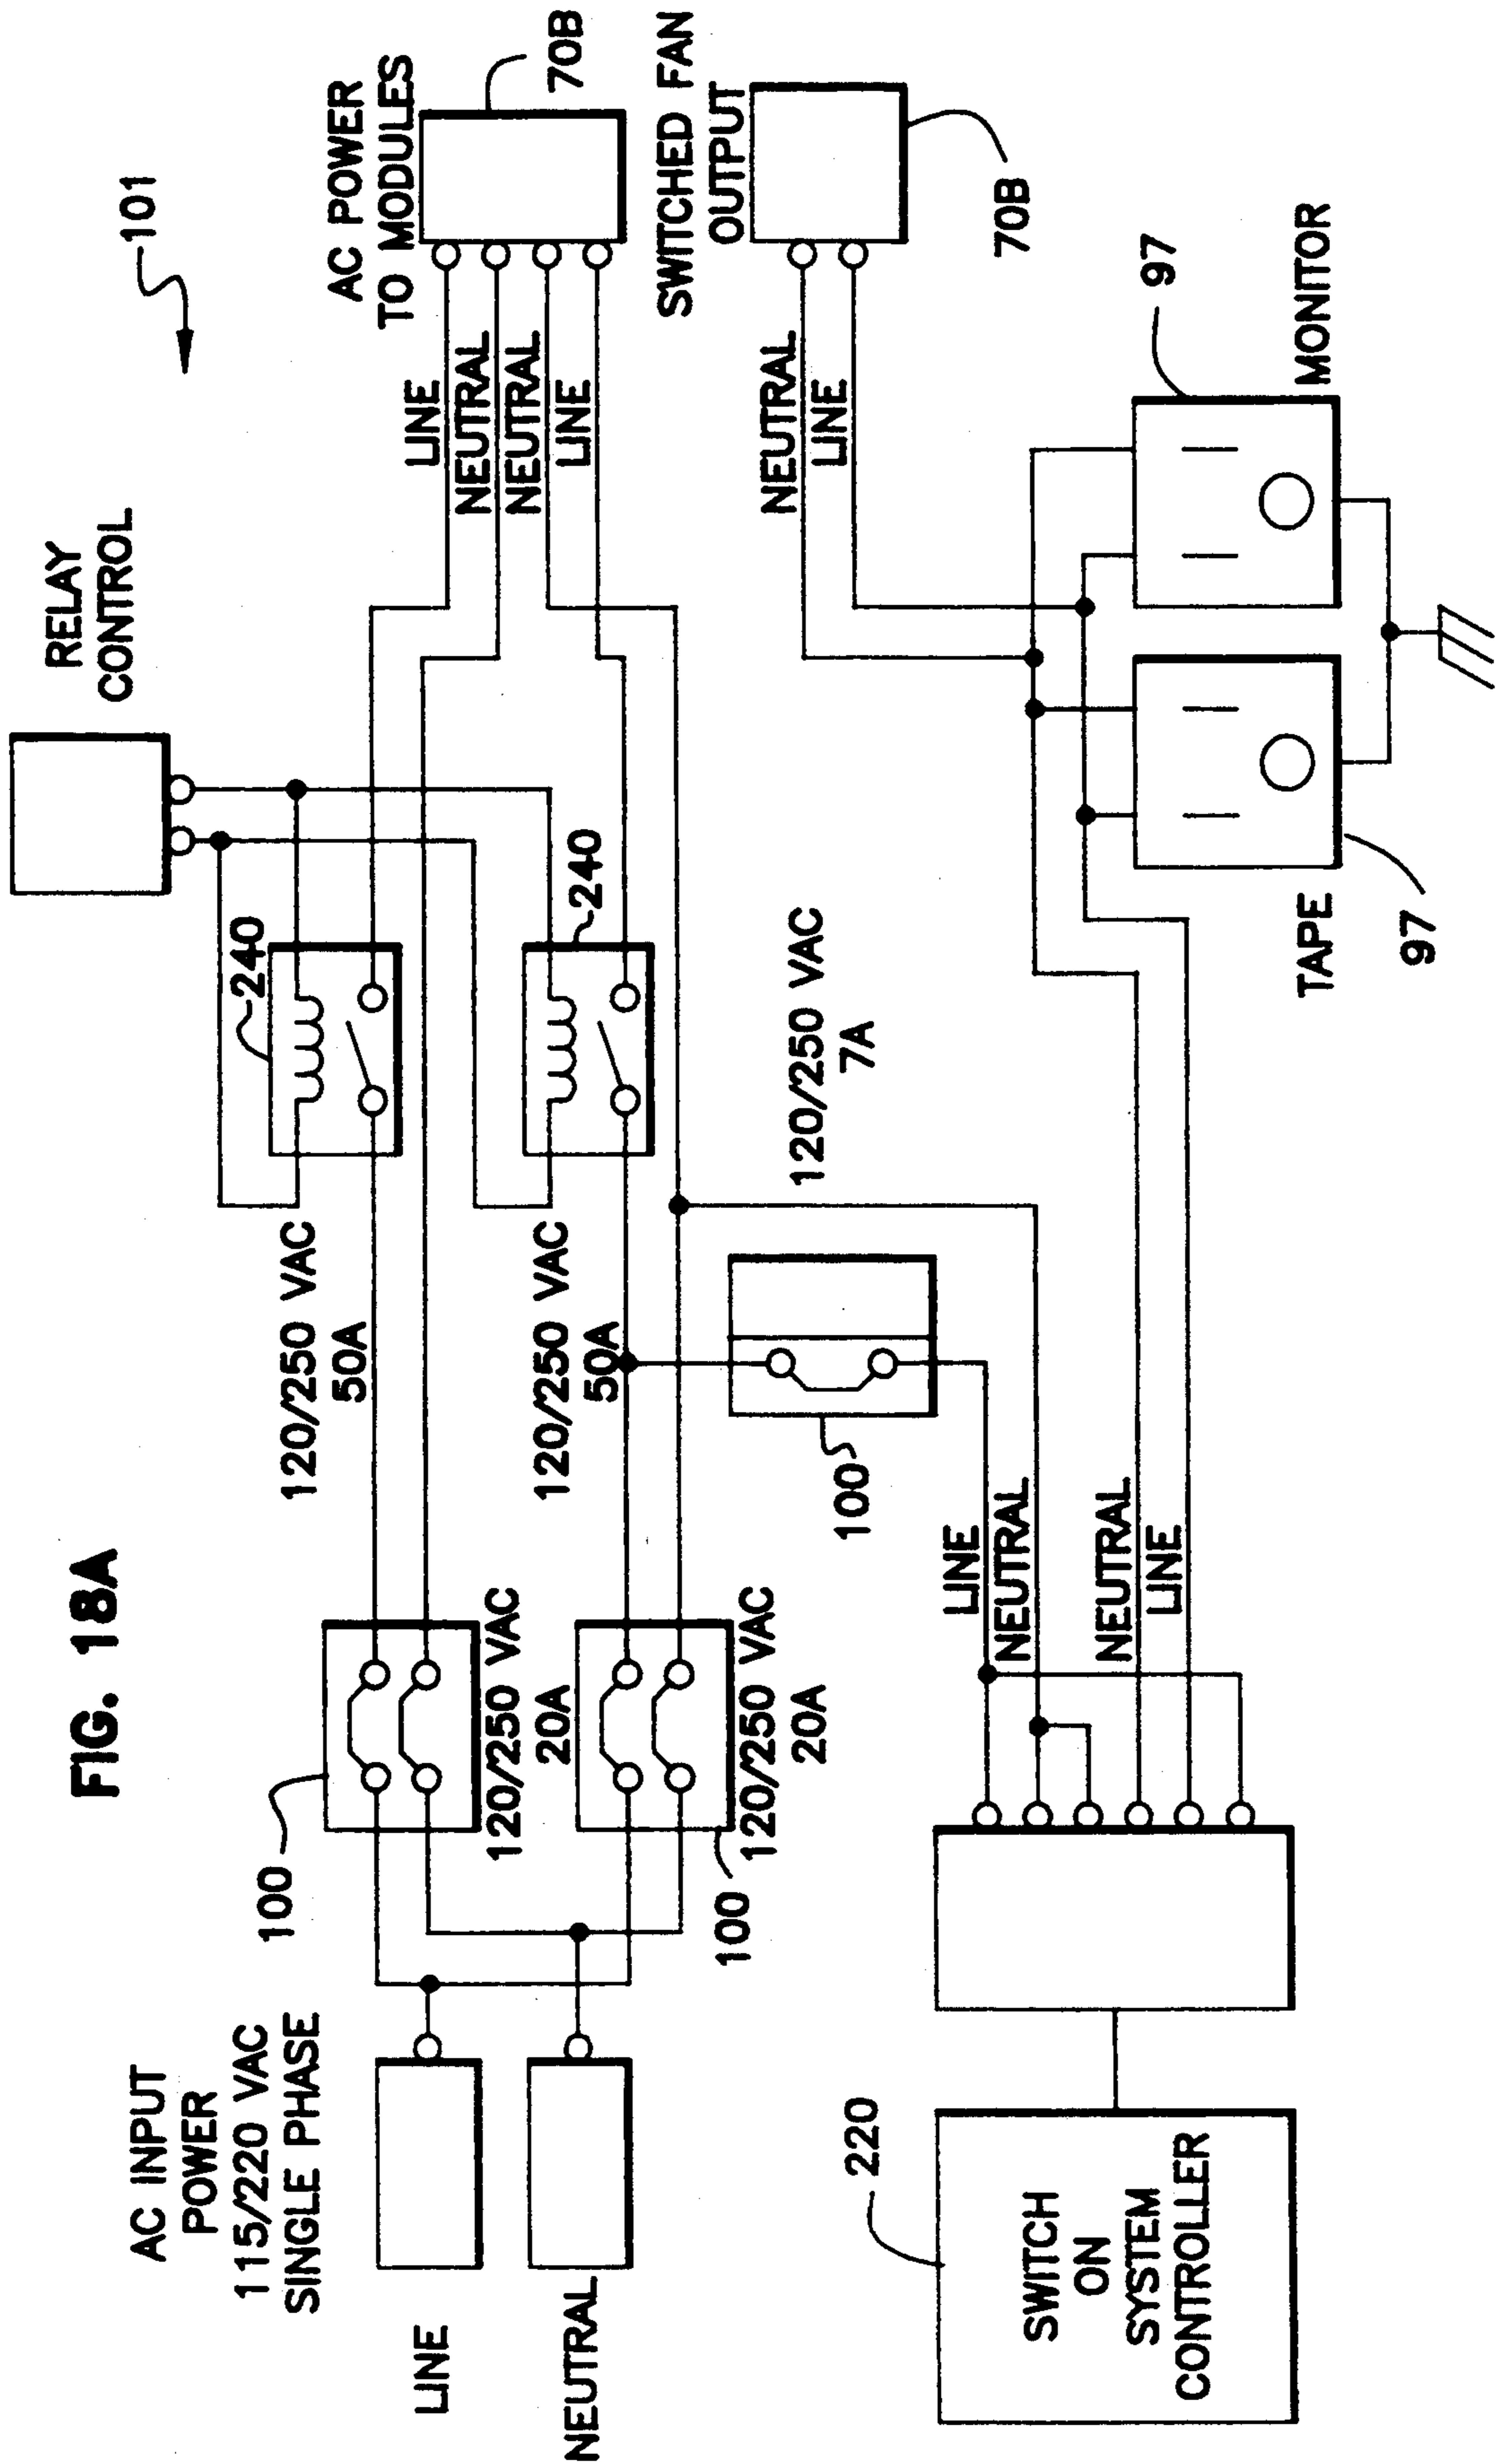 FIG. 18A
101
AC INPUT
POWER
115/220 VAC
SINGLE PHASE
LINE
NEUTRAL
100
120/250 VAC
20A
100
120/250 VAC
20A
120/250 VAC
50A
120/250 VAC
50A
240
240
RELAY
CONTROL
AC POWER
TO MODULES
70B
LINE
NEUTRAL
NEUTRAL
LINE
SWITCHED FAN
OUTPUT
70B
NEUTRAL
LINE
120/250 VAC
7A
100
LINE
NEUTRAL
NEUTRAL
LINE
220
SWITCH
ON
SYSTEM
CONTROLLER
TAPE
97
MONITOR
97